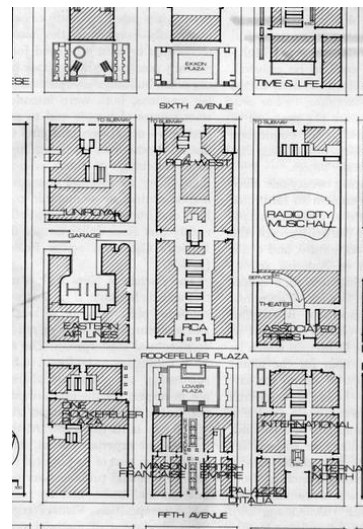 ESE
EXXON
PLAZA
TIME & LIFE
SIXTH AVENUE
TO SUBWAY
TO SUBWAY
TO SUBWAY
RCA WEST
UNIROYAL
RADIO CITY
MUSIC HALL
GARAGE
SERVICE
THEATER
EASTERN
AIR LINES
RCA
ASSOCIATED
PRESS
ROCKEFELLER PLAZA
LOWER
PLAZA
ONE
ROCKEFELLER
PLAZA
INTERNATIONAL
LA MAISON
FRANCAISE
BRITISH
EMPIRE
INTERNA
NORTH
PALAZZO
D'ITALIA
FIFTH AVENUE